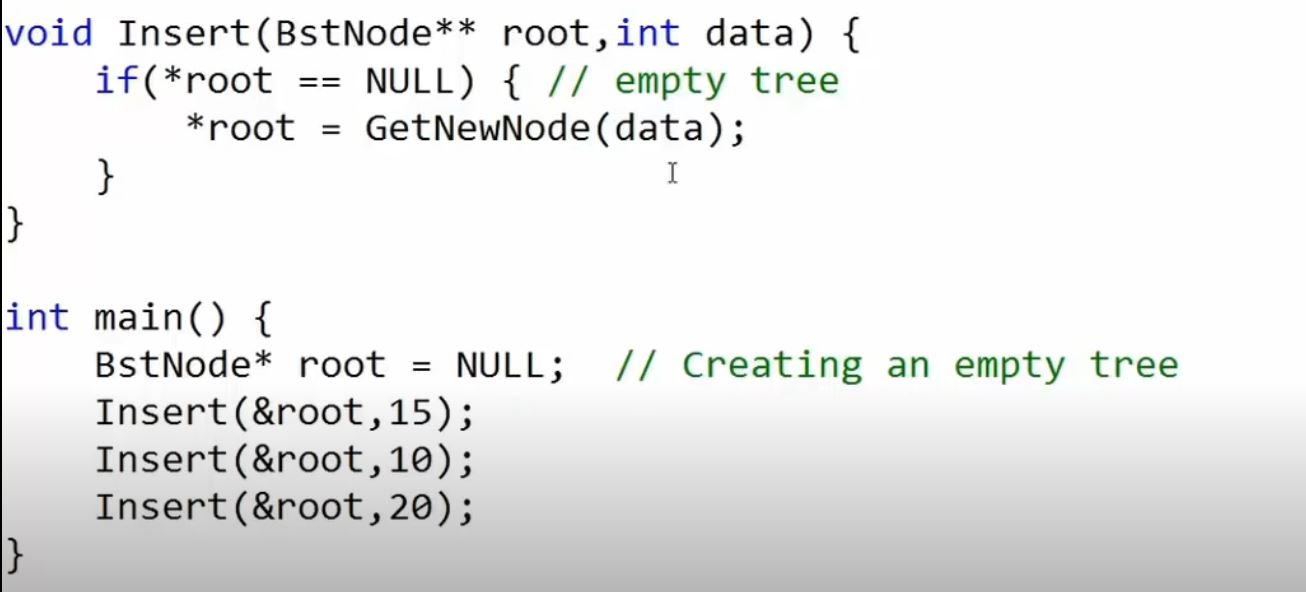 void Insert(BstNode** root,int data) {
    if(*root == NULL) { // empty tree
        *root = GetNewNode(data);
    }
}

int main() {
    BstNode* root = NULL;  // Creating an empty tree
    Insert(&root,15);
    Insert(&root,10);
    Insert(&root,20);
}